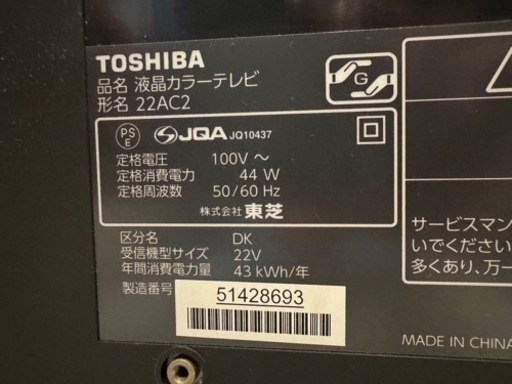 TOSHIBA
品名 液晶カラーテレビ
形名 22AC2
G
PS
E
JQA JQ10437
定格電圧 100V ～
定格消費電力 44 W
定格周波数 50/60 Hz
株式会社 東芝
区分名 DK
受信機型サイズ 22V
年間消費電力量 43 kWh/年
製造番号 51428693
サービスマン
いでください
多くあり、万一
MADE IN CHINA